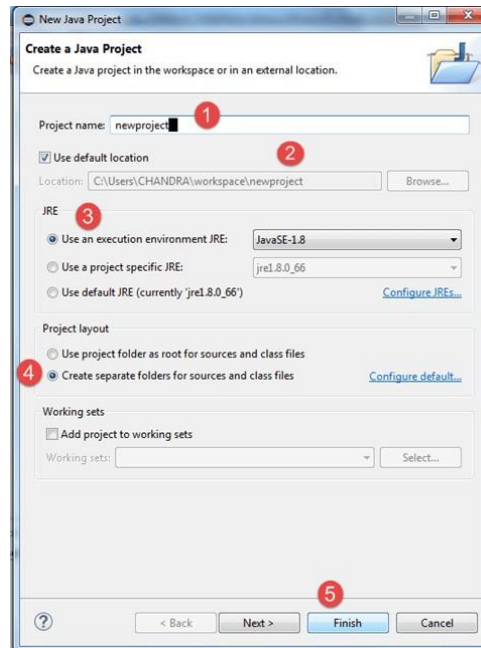 New Java Project
Create a Java Project
Create a Java project in the workspace or in an external location.
1
Project name: newproject
Use default location
2
Location: C:\Users\CHANDRA\workspace\newproject Browse...
JRE
3
Use an execution environment JRE: JavaSE-1.8
Use a project specific JRE: jre1.8.0_66
Use default JRE (currently 'jre1.8.0_66') Configure JREs...
Project layout
Use project folder as root for sources and class files
4 Create separate folders for sources and class files Configure default...
Working sets
Add project to working sets
Working sets: Select...
5
? < Back Next > Finish Cancel